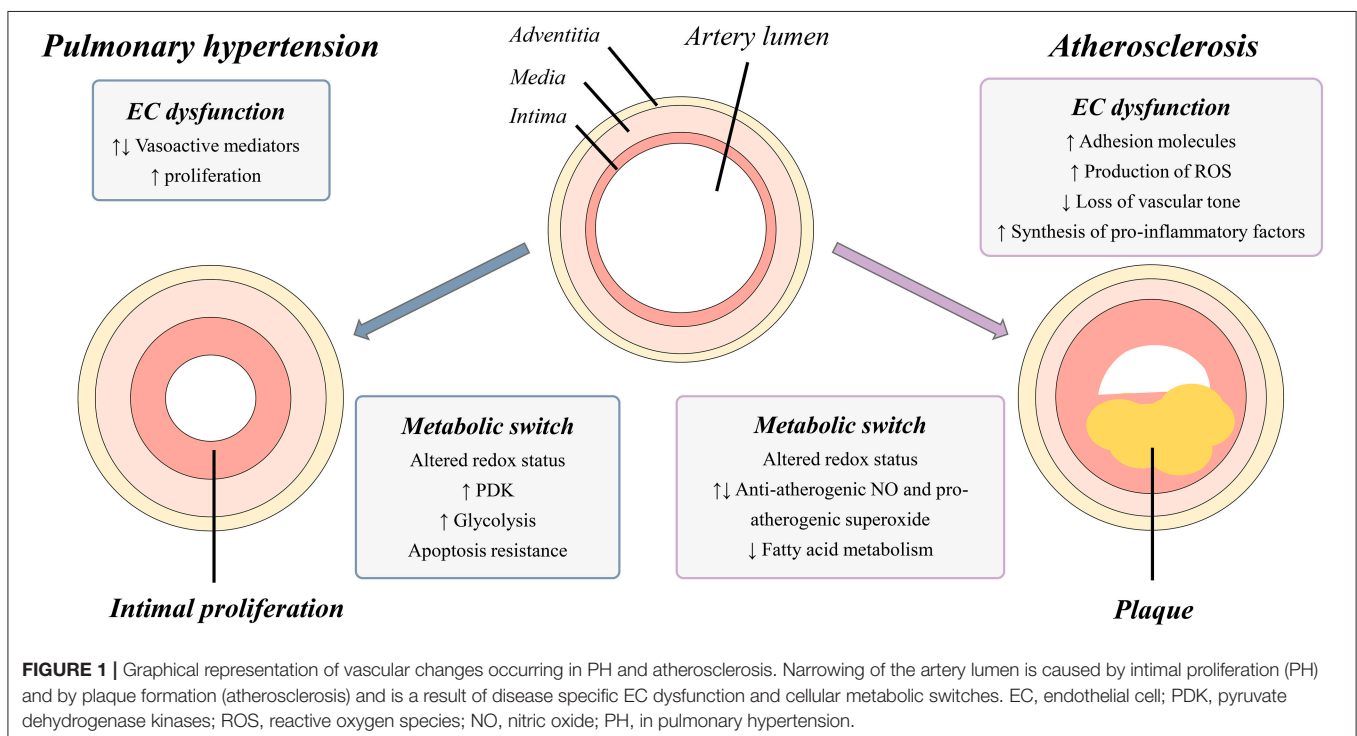 Pulmonary hypertension
EC dysfunction
↑↓ Vasoactive mediators
↑ proliferation
Adventitia
Media
Intima
Artery lumen
Atherosclerosis
EC dysfunction
↑ Adhesion molecules
↑ Production of ROS
↓ Loss of vascular tone
↑ Synthesis of pro-inflammatory factors
Metabolic switch
Altered redox status
↑ PDK
↑ Glycolysis
Apoptosis resistance
Metabolic switch
Altered redox status
↑↓ Anti-atherogenic NO and pro-
atherogenic superoxide
↓ Fatty acid metabolism
Intimal proliferation
Plaque
FIGURE 1 | Graphical representation of vascular changes occurring in PH and atherosclerosis. Narrowing of the artery lumen is caused by intimal proliferation (PH)
and by plaque formation (atherosclerosis) and is a result of disease specific EC dysfunction and cellular metabolic switches. EC, endothelial cell; PDK, pyruvate
dehydrogenase kinases; ROS, reactive oxygen species; NO, nitric oxide; PH, in pulmonary hypertension.